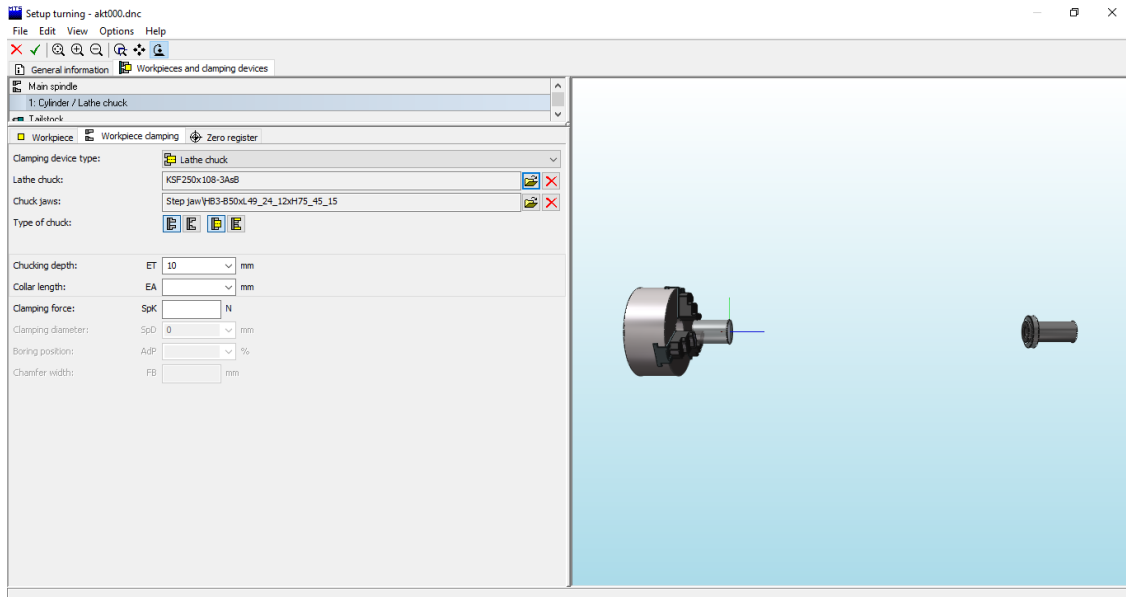 MTS Setup turning - akt000.dnc
File Edit View Options Help
General information Workpieces and clamping devices
Main spindle
1: Cylinder / Lathe chuck
Tailstock
Workpiece Workpiece clamping Zero register
Clamping device type: Lathe chuck
Lathe chuck: KSF250x108-3AsB
Chuck jaws: Step jaw\HB3-B50xL49_24_12xH75_45_15
Type of chuck:
Chucking depth: ET 10 mm
Collar length: EA mm
Clamping force: SpK N
Clamping diameter: SpD 0 mm
Boring position: AdP %
Chamfer width: FB mm